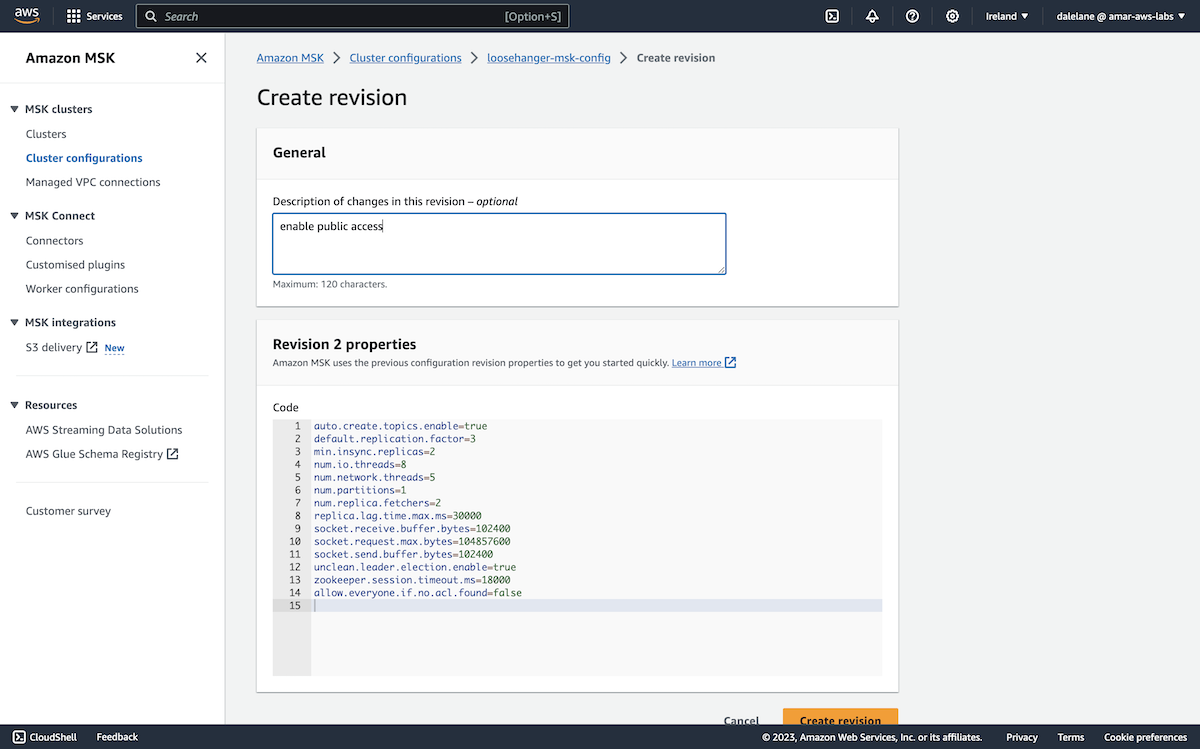 aws
Services
Search
[Option+S]
Ireland ▼
dalelane @ amar-aws-labs ▼
Amazon MSK
Amazon MSK > Cluster configurations > loosehanger-msk-config > Create revision
Create revision
▼ MSK clusters
Clusters
Cluster configurations
Managed VPC connections
▼ MSK Connect
Connectors
Customised plugins
Worker configurations
▼ MSK integrations
S3 delivery New
▼ Resources
AWS Streaming Data Solutions
AWS Glue Schema Registry
Customer survey
General
Description of changes in this revision – optional
enable public access
Maximum: 120 characters.
Revision 2 properties
Amazon MSK uses the previous configuration revision properties to get you started quickly. Learn more
Code
1 auto.create.topics.enable=true
2 default.replication.factor=3
3 min.insync.replicas=2
4 num.io.threads=8
5 num.network.threads=5
6 num.partitions=1
7 num.replica.fetchers=2
8 replica.lag.time.max.ms=30000
9 socket.receive.buffer.bytes=102400
10 socket.request.max.bytes=104857600
11 socket.send.buffer.bytes=102400
12 unclean.leader.election.enable=true
13 zookeeper.session.timeout.ms=18000
14 allow.everyone.if.no.acl.found=false
15
Cancel
Create revision
CloudShell
Feedback
© 2023, Amazon Web Services, Inc. or its affiliates.
Privacy
Terms
Cookie preferences